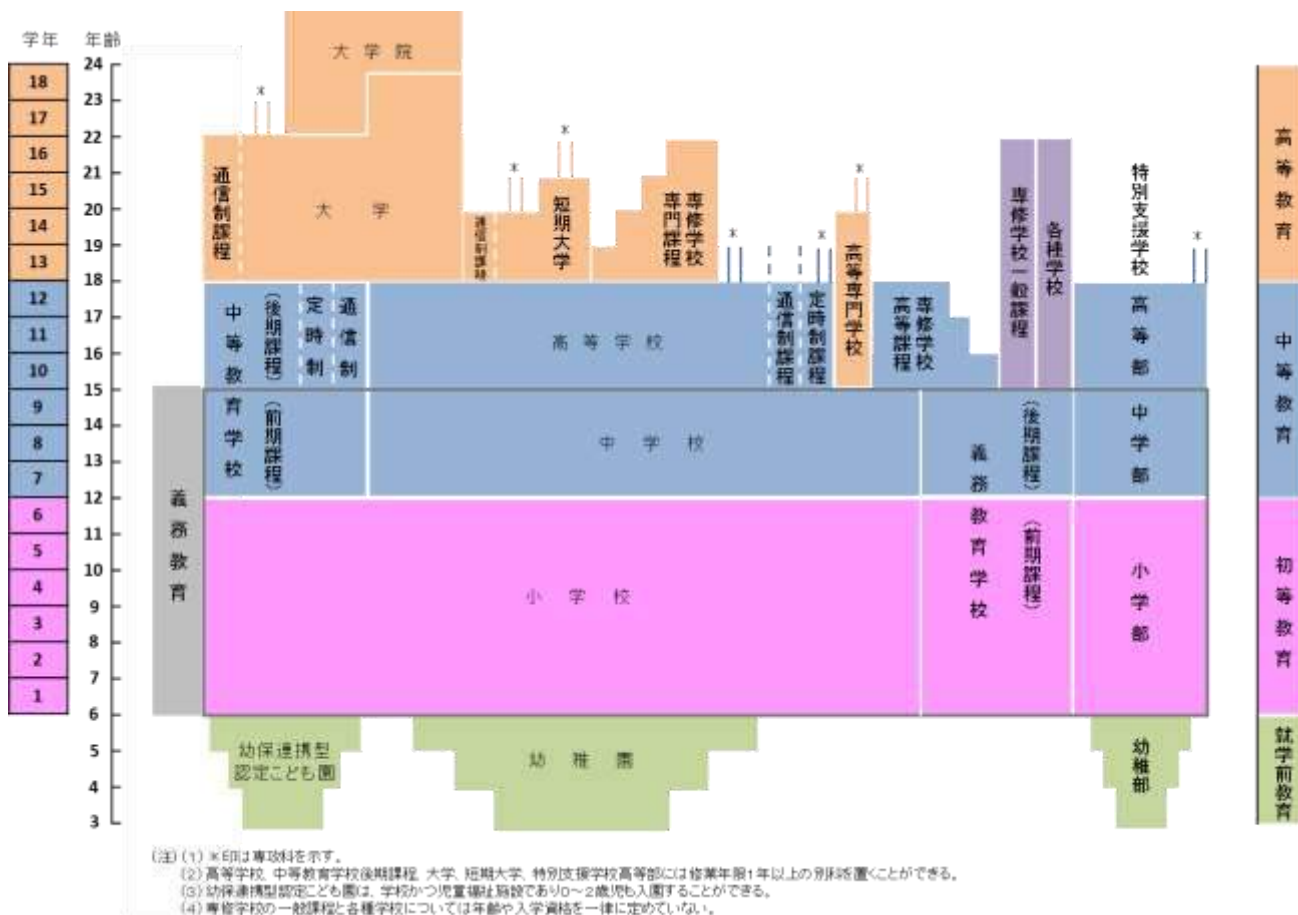 学年 年齢
24
18
23
17
22
16
21
15
20
14
19
13
18
12
17
11
16
10
15
9
14
8
13
7
12
6
11
5
10
4
9
3
8
2
7
1
6
5
4
3
義務教育
大学院
*
通信制課程
大学
*
通信制課程
*
短期大学
専修学校
専門課程
*
*
*
高等専門学校
専修学校一般課程
各種学校
特別支援学校
*
中等教育学校
(後期課程)
定時制
通信制
(前期課程)
高等学校
通信制課程
定時制課程
専修学校
高等課程
高等部
中学校
義務教育学校
(後期課程)
(前期課程)
中学部
小学校
小学部
幼保連携型
認定こども園
幼稚園
幼稚部
高等教育
中等教育
初等教育
就学前教育
(注)(1)*印は専攻科を示す。
(2)高等学校、中等教育学校後期課程、大学、短期大学、特別支援学校高等部には修業年限1年以上の別科を置くことができる。
(3)幼保連携型認定こども園は、学校かつ児童福祉施設であり0~2歳児も入園することができる。
(4)専修学校の一般課程と各種学校については年齢や入学資格を一律に定めていない。